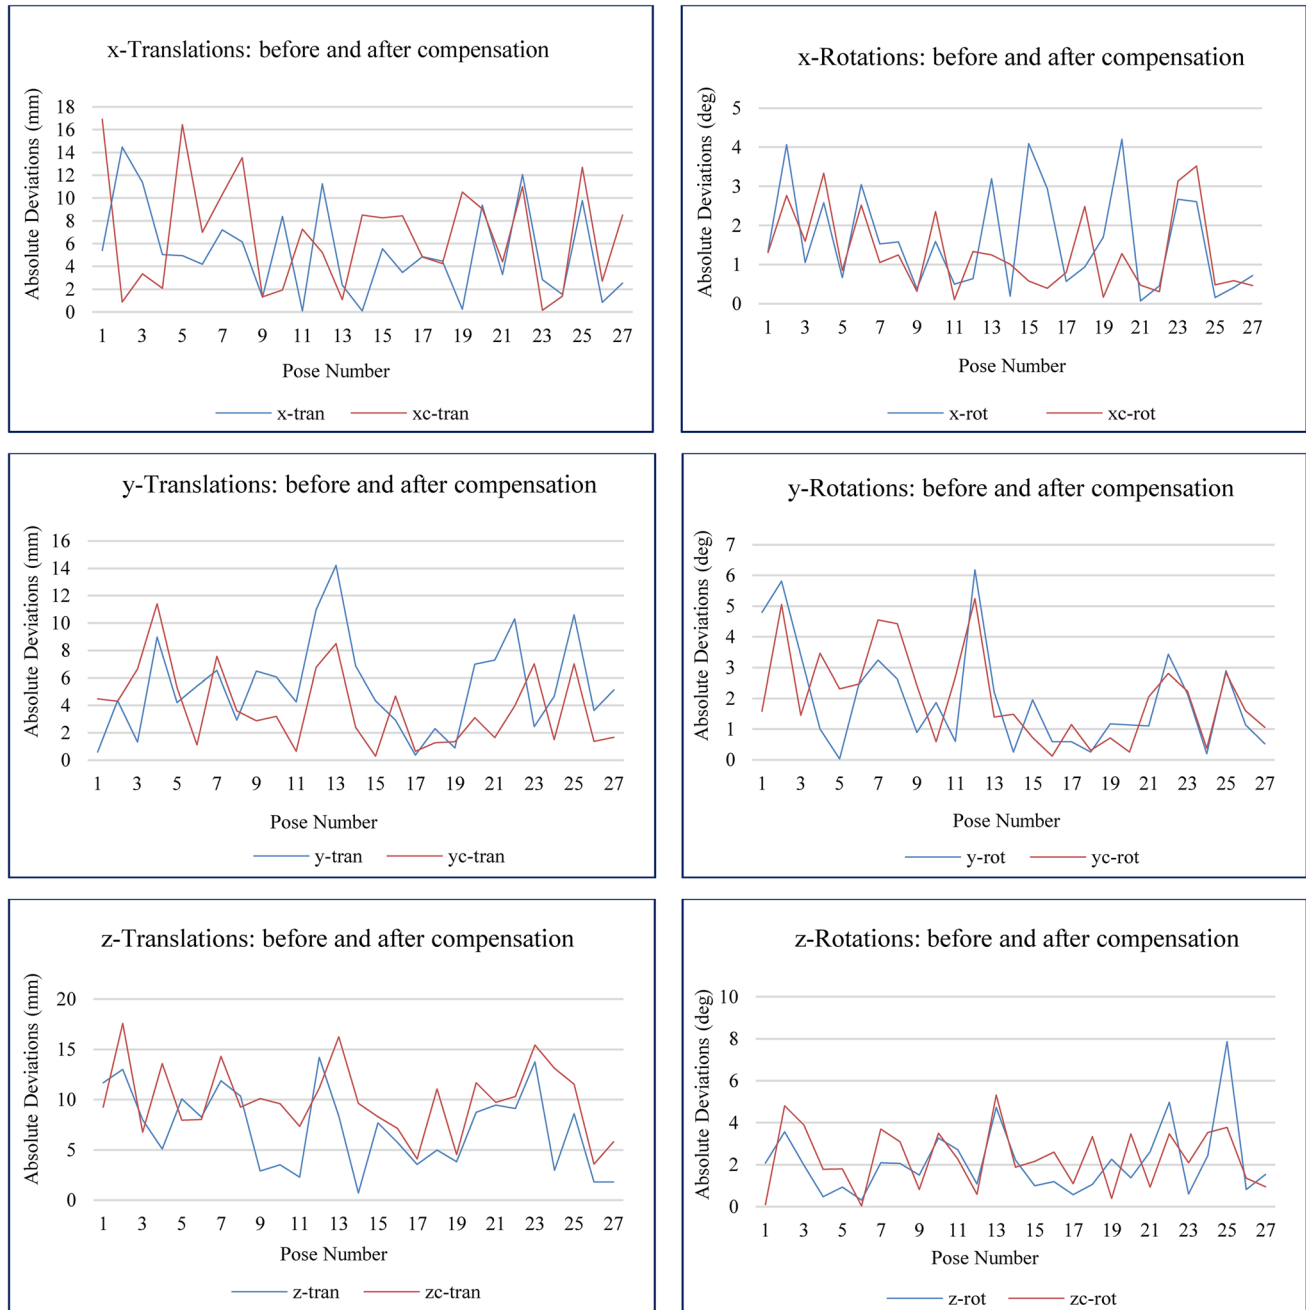 x-Translations: before and after compensation
Absolute Deviations (mm)
18
16
14
12
10
8
6
4
2
0
1 3 5 7 9 11 13 15 17 19 21 23 25 27
Pose Number
x-tran xc-tran
x-Rotations: before and after compensation
Absolute Deviations (deg)
5
4
3
2
1
0
1 3 5 7 9 11 13 15 17 19 21 23 25 27
Pose Number
x-rot xc-rot
y-Translations: before and after compensation
Absolute Deviations (mm)
16
14
12
10
8
6
4
2
0
1 3 5 7 9 11 13 15 17 19 21 23 25 27
Pose Number
y-tran yc-tran
y-Rotations: before and after compensation
Absolute Deviations (deg)
7
6
5
4
3
2
1
0
1 3 5 7 9 11 13 15 17 19 21 23 25 27
Pose Number
y-rot yc-rot
z-Translations: before and after compensation
Absolute Deviations (mm)
20
15
10
5
0
1 3 5 7 9 11 13 15 17 19 21 23 25 27
Pose Number
z-tran zc-tran
z-Rotations: before and after compensation
Absolute Deviations (deg)
10
8
6
4
2
0
1 3 5 7 9 11 13 15 17 19 21 23 25 27
Pose Number
z-rot zc-rot